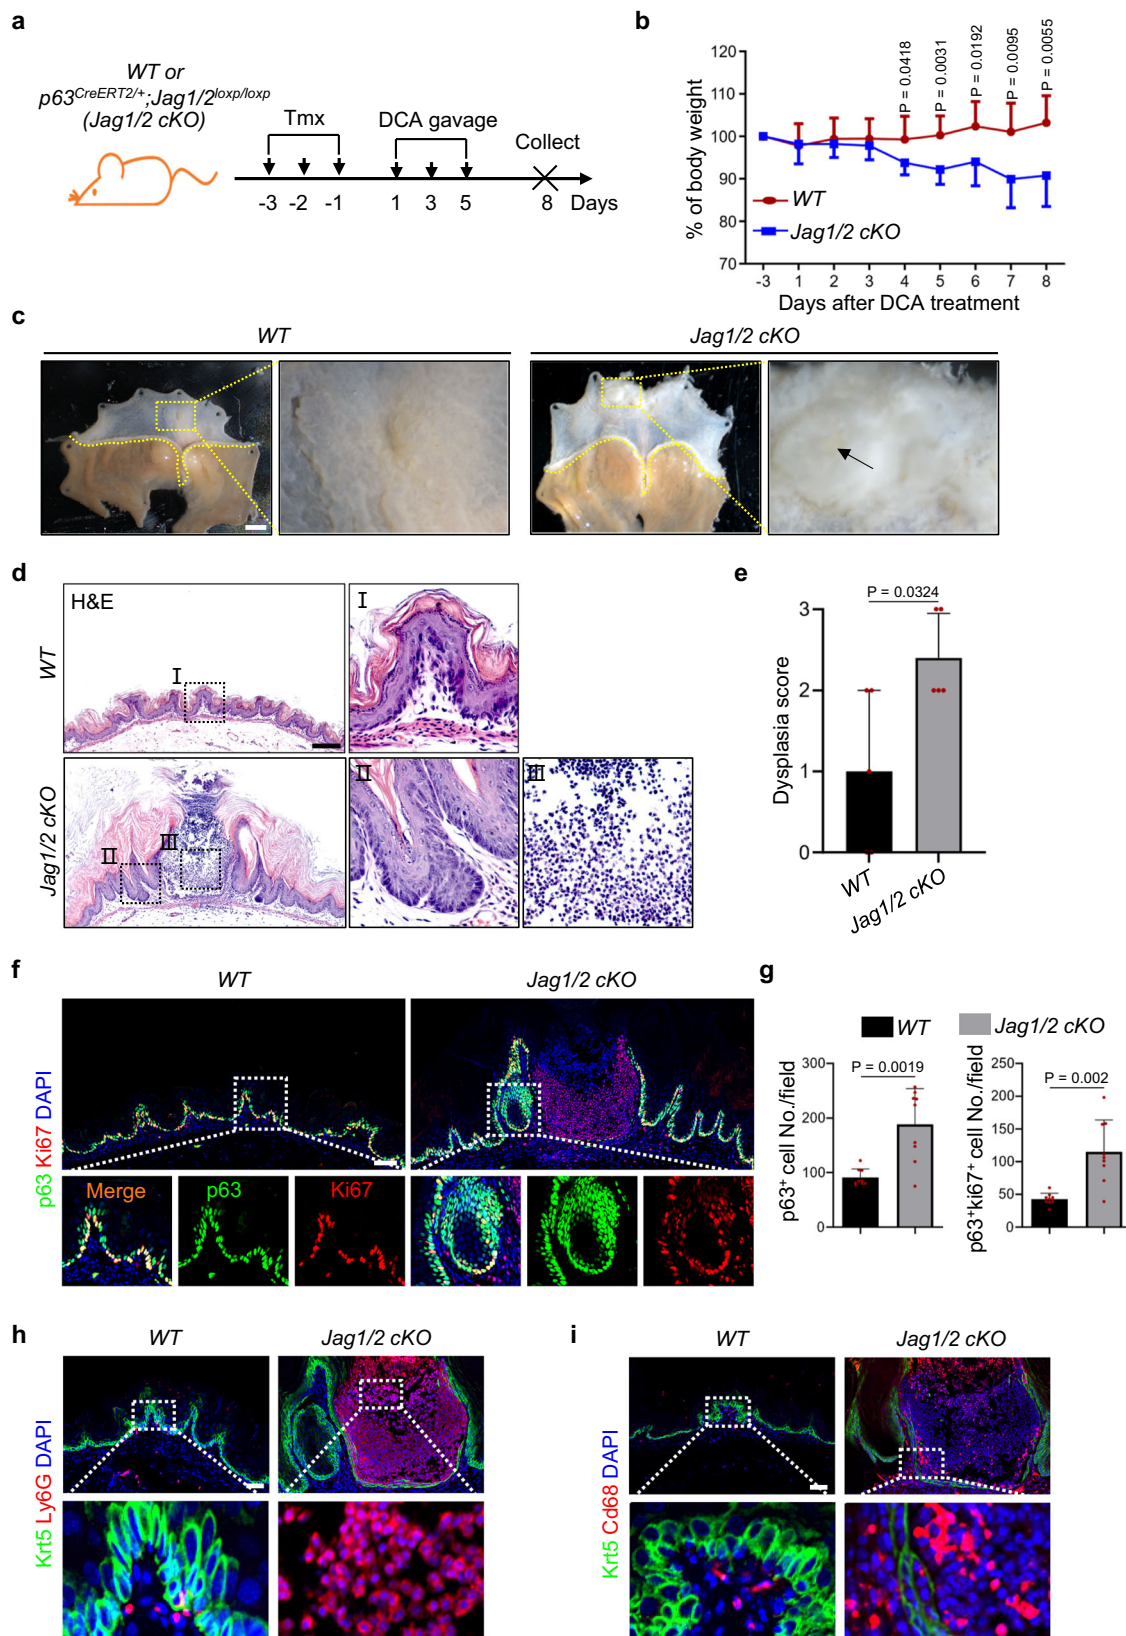 a
WT or
p63CreERT2/+;Jag1/2loxp/loxp
(Jag1/2 cKO)
Tmx
DCA gavage
Collect
-3 -2 -1 1 3 5 8 Days
b
120
110
100
90
80
70
% of body weight
P = 0.0418
P = 0.0031
P = 0.0192
P = 0.0095
P = 0.0055
WT
Jag1/2 cKO
-3 1 2 3 4 5 6 7 8
Days after DCA treatment
c
WT
Jag1/2 cKO
d
WT
H&E
I
I
Jag1/2 cKO
II
III
II
III
e
P = 0.0324
Dysplasia score
3
2
1
0
WT
Jag1/2 cKO
f
WT
Jag1/2 cKO
p63 Ki67 DAPI
Merge
p63
Ki67
g
WT
Jag1/2 cKO
p63+ cell No./field
300
200
100
0
P = 0.0019
p63+ki67+ cell No./field
250
200
150
100
50
0
P = 0.002
h
WT
Jag1/2 cKO
Krt5 Ly6G DAPI
i
WT
Jag1/2 cKO
Krt5 Cd68 DAPI